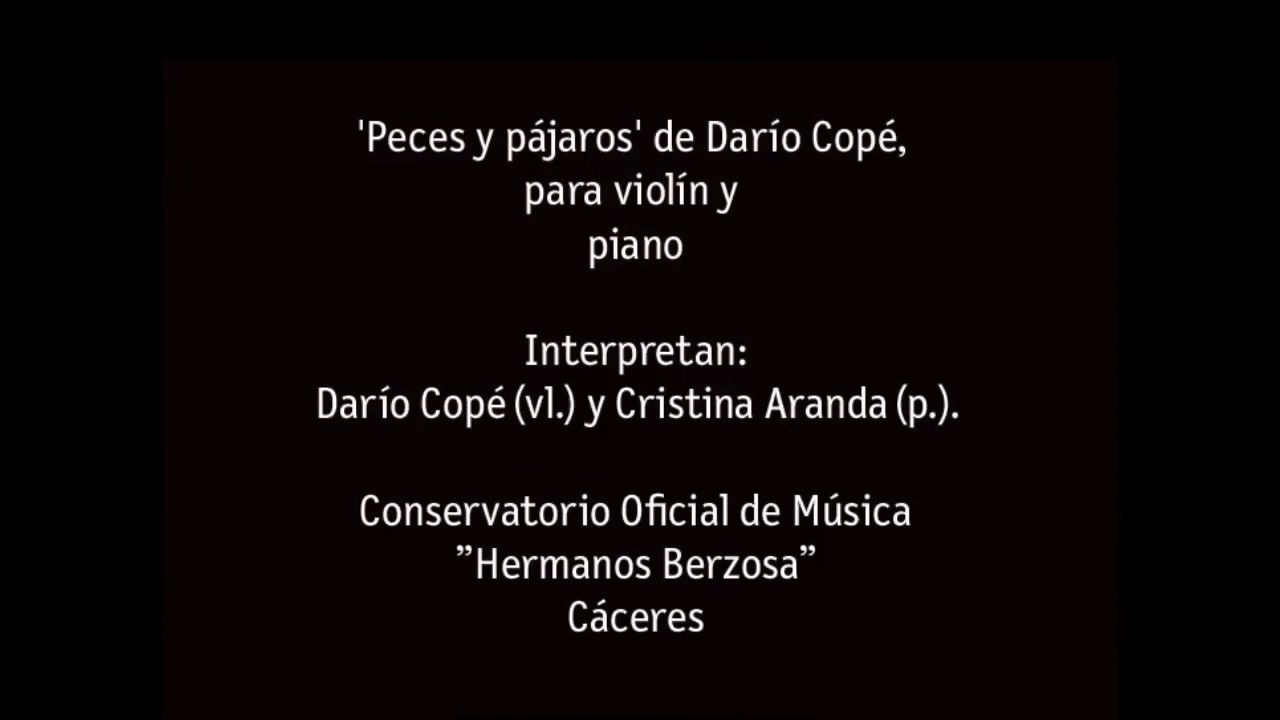 'Peces y pájaros' de Darío Copé,
para violín y
piano
Interpretan:
Darío Copé (vl.) y Cristina Aranda (p.).
Conservatorio Oficial de Música
”Hermanos Berzosa”
Cáceres